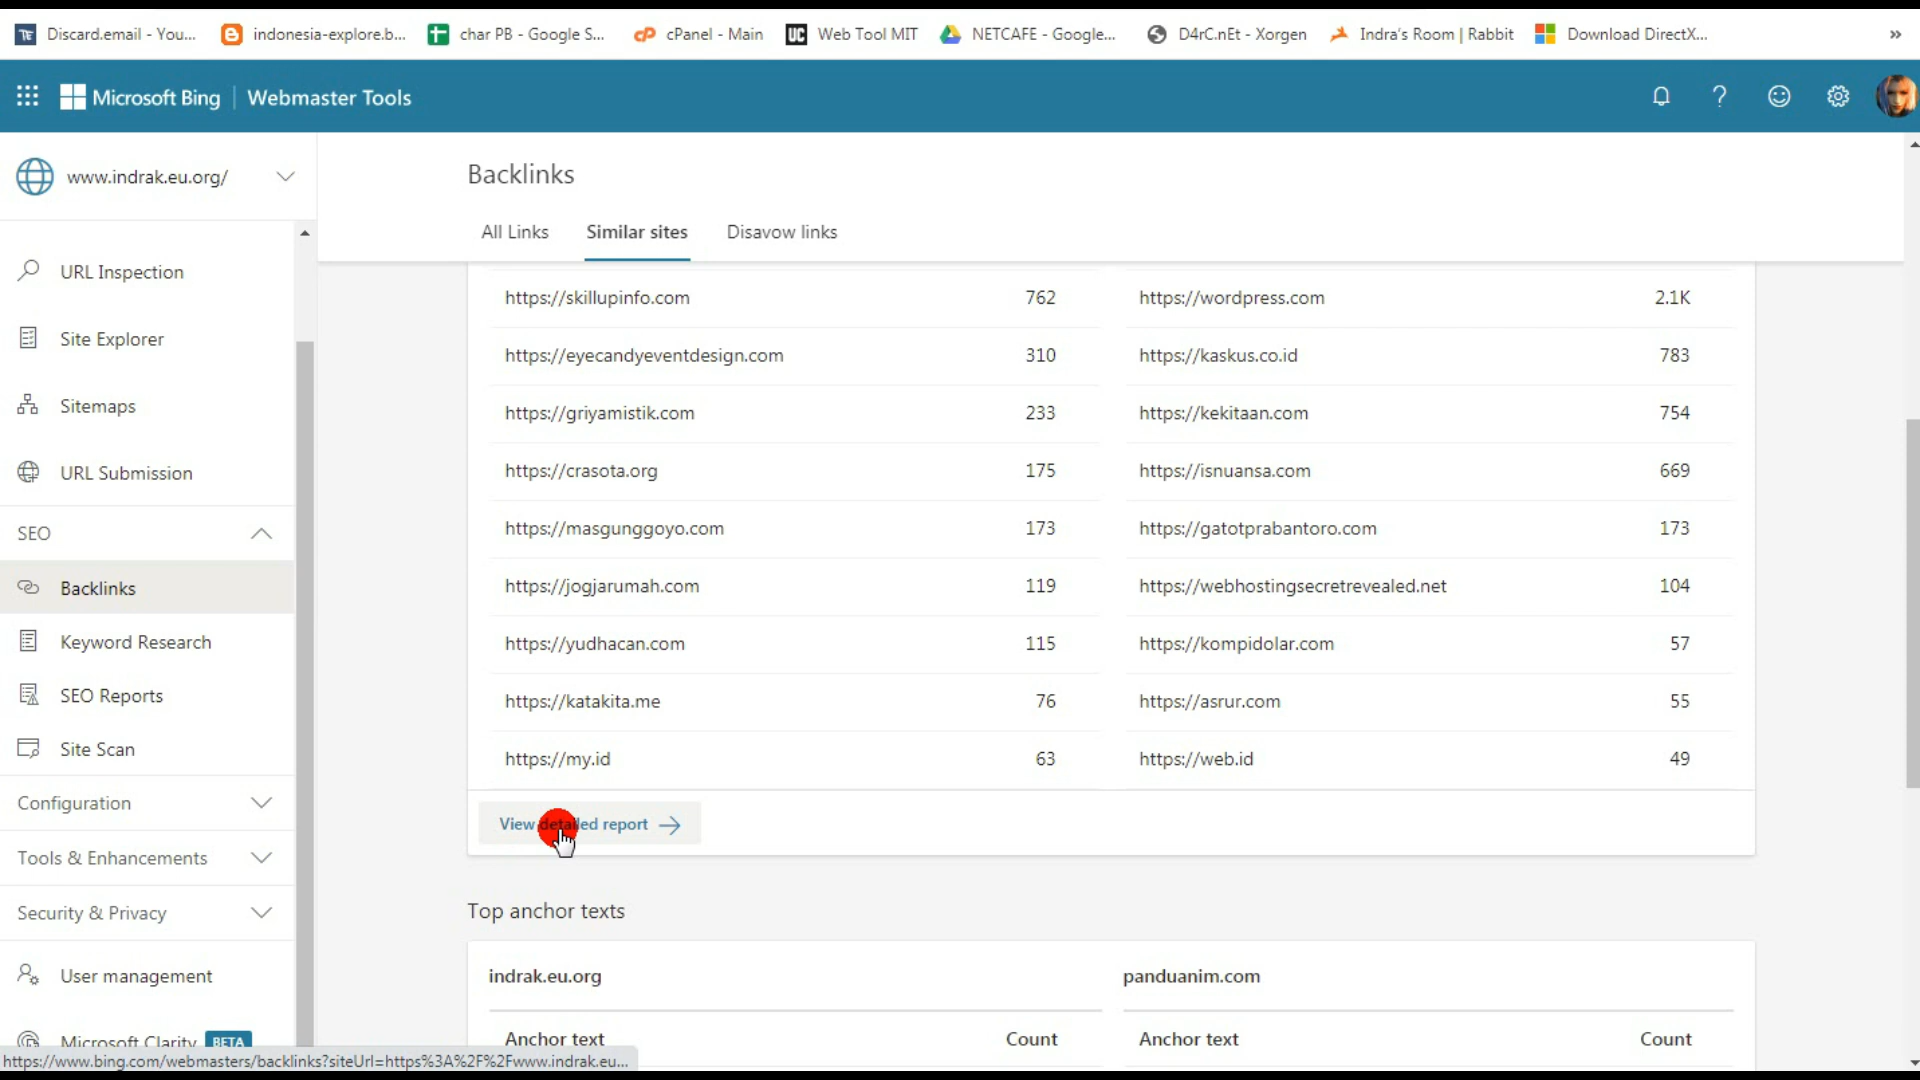 Discard.email - You... indonesia-explore.b... char PB - Google S... cPanel - Main Web Tool MIT NETCAFE - Google... D4rC.nEt - Xorgen Indra's Room | Rabbit Download DirectX... »
Microsoft Bing | Webmaster Tools
www.indrak.eu.org/
URL Inspection
Site Explorer
Sitemaps
URL Submission
SEO
Backlinks
Keyword Research
SEO Reports
Site Scan
Configuration
Tools & Enhancements
Security & Privacy
User management
Microsoft Clarity BETA
Backlinks
All Links Similar sites Disavow links
https://skillupinfo.com 762 https://wordpress.com 2.1K
https://eyecandyeventdesign.com 310 https://kaskus.co.id 783
https://griyamistik.com 233 https://kekitaan.com 754
https://crasota.org 175 https://isnuansa.com 669
https://masgunggoyo.com 173 https://gatotprabantoro.com 173
https://jogjarumah.com 119 https://webhostingsecretrevealed.net 104
https://yudhacan.com 115 https://kompidolar.com 57
https://katakita.me 76 https://asrur.com 55
https://my.id 63 https://web.id 49
View detailed report
Top anchor texts
indrak.eu.org panduanim.com
Anchor text Count Anchor text Count
https://www.bing.com/webmasters/backlinks?siteUrl=https%3A%2F%2Fwww.indrak.eu...